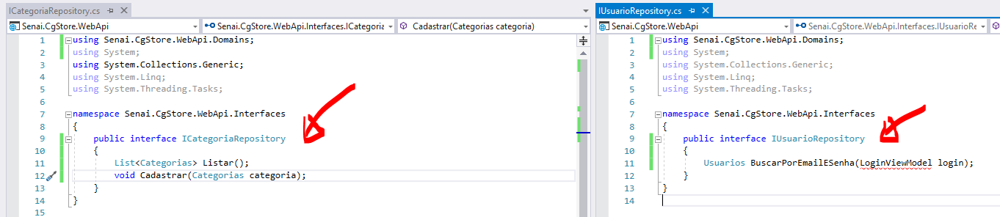 ICategoriaRepository.cs
Senai.CgStore.WebApi
Senai.CgStore.WebApi.Interfaces.ICategoria
Cadastrar(Categorias categoria)
1 using Senai.CgStore.WebApi.Domains;
2 using System;
3 using System.Collections.Generic;
4 using System.Linq;
5 using System.Threading.Tasks;
6
7 namespace Senai.CgStore.WebApi.Interfaces
8 {
9 public interface ICategoriaRepository
10 {
11 List<Categorias> Listar();
12 void Cadastrar(Categorias categoria);
13 }
14 }
15
IUsuarioRepository.cs
Senai.CgStore.WebApi
Senai.CgStore.WebApi.Interfaces.IUsuarioRe
1 using Senai.CgStore.WebApi.Domains;
2 using System;
3 using System.Collections.Generic;
4 using System.Linq;
5 using System.Threading.Tasks;
6
7 namespace Senai.CgStore.WebApi.Interfaces
8 {
9 public interface IUsuarioRepository
10 {
11 Usuarios BuscarPorEmailESenha(LoginViewModel login);
12 }
13 }
14